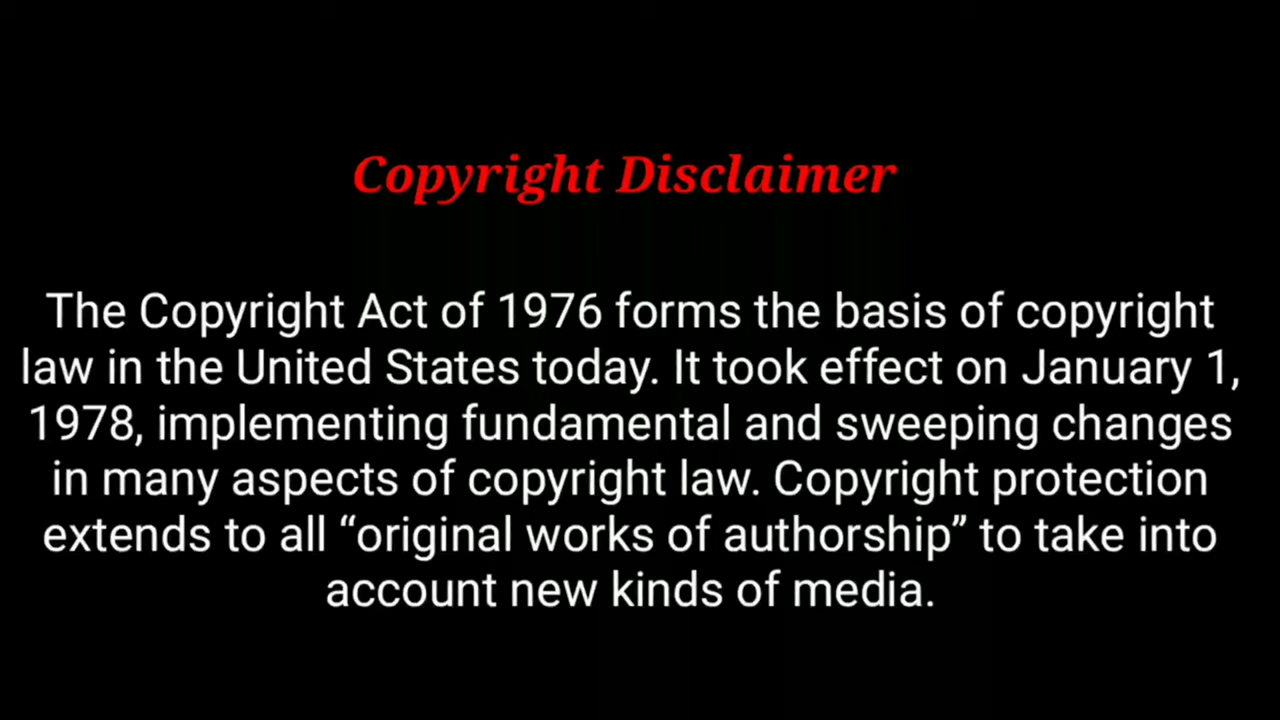 Copyright Disclaimer
The Copyright Act of 1976 forms the basis of copyright
law in the United States today. It took effect on January 1,
1978, implementing fundamental and sweeping changes
in many aspects of copyright law. Copyright protection
extends to all “original works of authorship” to take into
account new kinds of media.